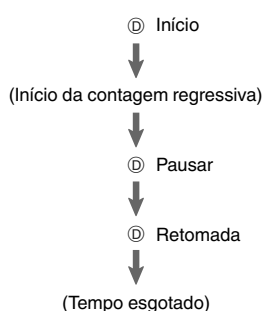 Ⓓ Início
(Início da contagem regressiva)
Ⓓ Pausar
Ⓓ Retomada
(Tempo esgotado)